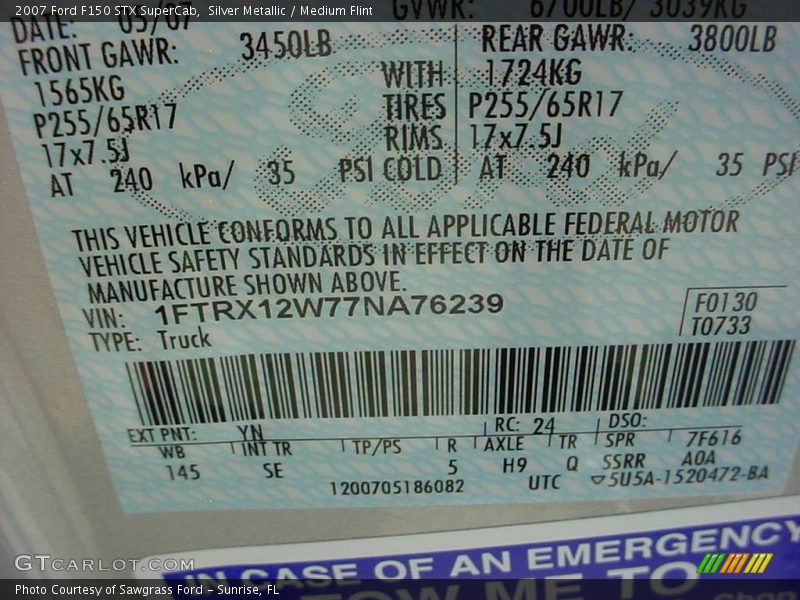 2007 Ford F150 STX SuperCab,  Silver Metallic / Medium Flint
DATE: 05/07 GVWR: 6700LB/ 3039KG
FRONT GAWR: 3450LB REAR GAWR: 3800LB
1565KG WITH 1724KG
P255/65R17 TIRES P255/65R17
17x7.5J RIMS 17x7.5J
AT 240 kPa/ 35 PSI COLD AT 240 kPa/ 35 PSI
THIS VEHICLE CONFORMS TO ALL APPLICABLE FEDERAL MOTOR
VEHICLE SAFETY STANDARDS IN EFFECT ON THE DATE OF
MANUFACTURE SHOWN ABOVE.
VIN: 1FTRX12W77NA76239 F0130
TYPE: Truck T0733
EXT PNT: YN RC: 24 DSO:
WB INT TR TP/PS R AXLE TR SPR 7F616
145 SE 5 H9 Q SSRR A0A
1200705186082 UTC ▽5U5A-1520472-BA
IN CASE OF AN EMERGENCY
TOW ME TO
GTCARLOT.COM
Photo Courtesy of Sawgrass Ford - Sunrise, FL